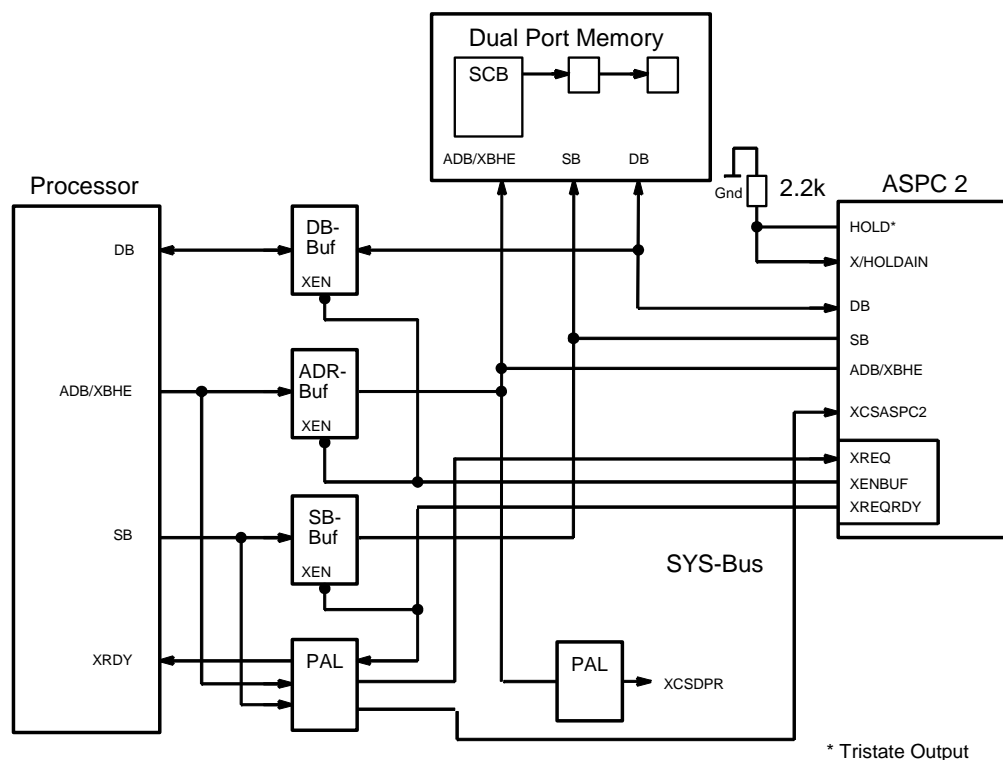 Dual Port Memory
SCB
ADB/XBHE
SB
DB
Processor
DB
ADB/XBHE
SB
XRDY
DB-
Buf
XEN
ADR-
Buf
XEN
SB-
Buf
XEN
PAL
Gnd
2.2k
ASPC 2
HOLD*
X/HOLDAIN
DB
SB
ADB/XBHE
XCSASPC2
XREQ
XENBUF
XREQRDY
SYS-Bus
PAL
XCSDPR
* Tristate Output